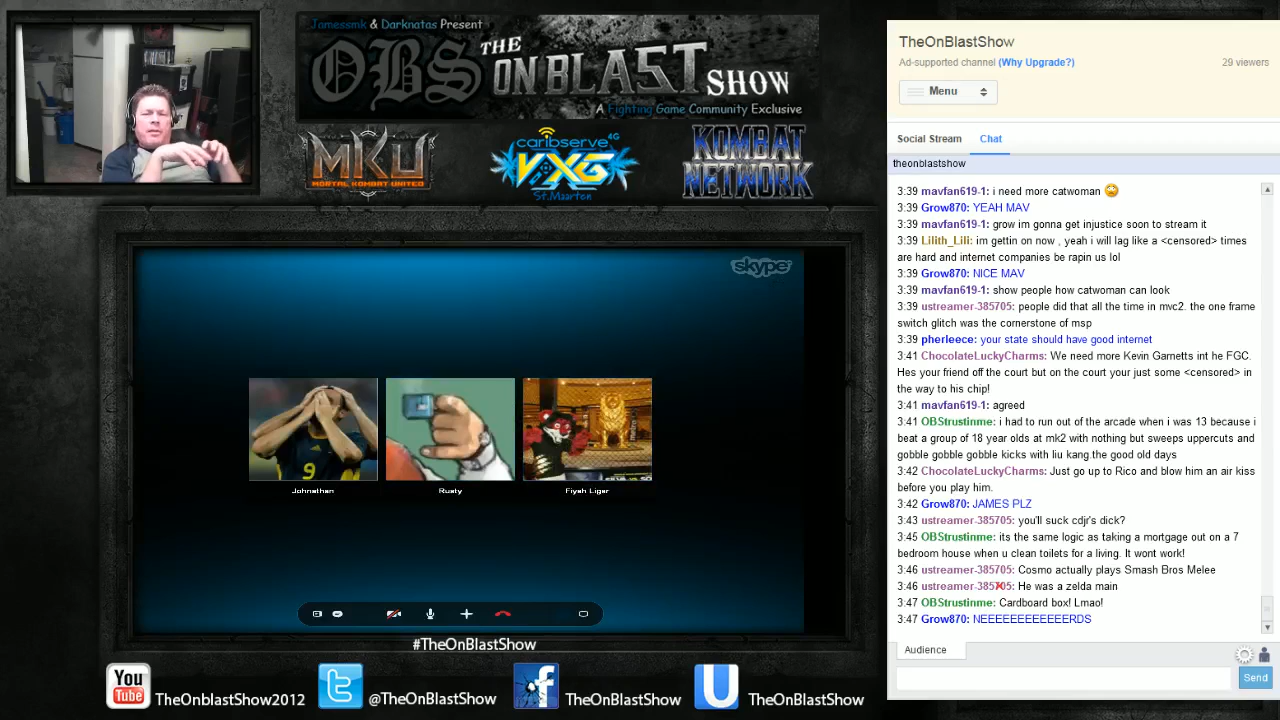 Jamessmk & Darknatas Present
OBS THE ON BLAST SHOW
A Fighting Game Community Exclusive
MKU
MORTAL KOMBAT UNITED
caribserve 4G
VXG
St.Maarten
KOMBAT
NETWORK
skype
Johnathan
Rusty
Fiyah Liger
9
#TheOnBlastShow
You
Tube
TheOnblastShow2012
@TheOnBlastShow
TheOnBlastShow
TheOnBlastShow
TheOnBlastShow
Ad-supported channel (Why Upgrade?)
29 viewers
Menu
Social Stream
Chat
theonblastshow
3:39 mavfan619-1: i need more catwoman
3:39 Grow870: YEAH MAV
3:39 mavfan619-1: grow im gonna get injustice soon to stream it
3:39 Lilith_Lili: im gettin on now , yeah i will lag like a <censored> times
are hard and internet companies be rapin us lol
3:39 Grow870: NICE MAV
3:39 mavfan619-1: show people how catwoman can look
3:39 ustreamer-385705: people did that all the time in mvc2. the one frame
switch glitch was the cornerstone of msp
3:39 pherleece: your state should have good internet
3:41 ChocolateLuckyCharms: We need more Kevin Garnetts int he FGC.
Hes your friend off the court but on the court your just some <censored> in
the way to his chip!
3:41 mavfan619-1: agreed
3:41 OBStrustinme: i had to run out of the arcade when i was 13 because i
beat a group of 18 year olds at mk2 with nothing but sweeps uppercuts and
gobble gobble gobble kicks with liu kang.the good old days
3:42 ChocolateLuckyCharms: Just go up to Rico and blow him an air kiss
before you play him.
3:42 Grow870: JAMES PLZ
3:43 ustreamer-385705: you'll suck cdjr's dick?
3:45 OBStrustinme: its the same logic as taking a mortgage out on a 7
bedroom house when u clean toilets for a living. It wont work!
3:46 ustreamer-385705: Cosmo actually plays Smash Bros Melee
3:46 ustreamer-385705: He was a zelda main
3:47 OBStrustinme: Cardboard box! Lmao!
3:47 Grow870: NEEEEEEEEEEEERDS
Audience
Send